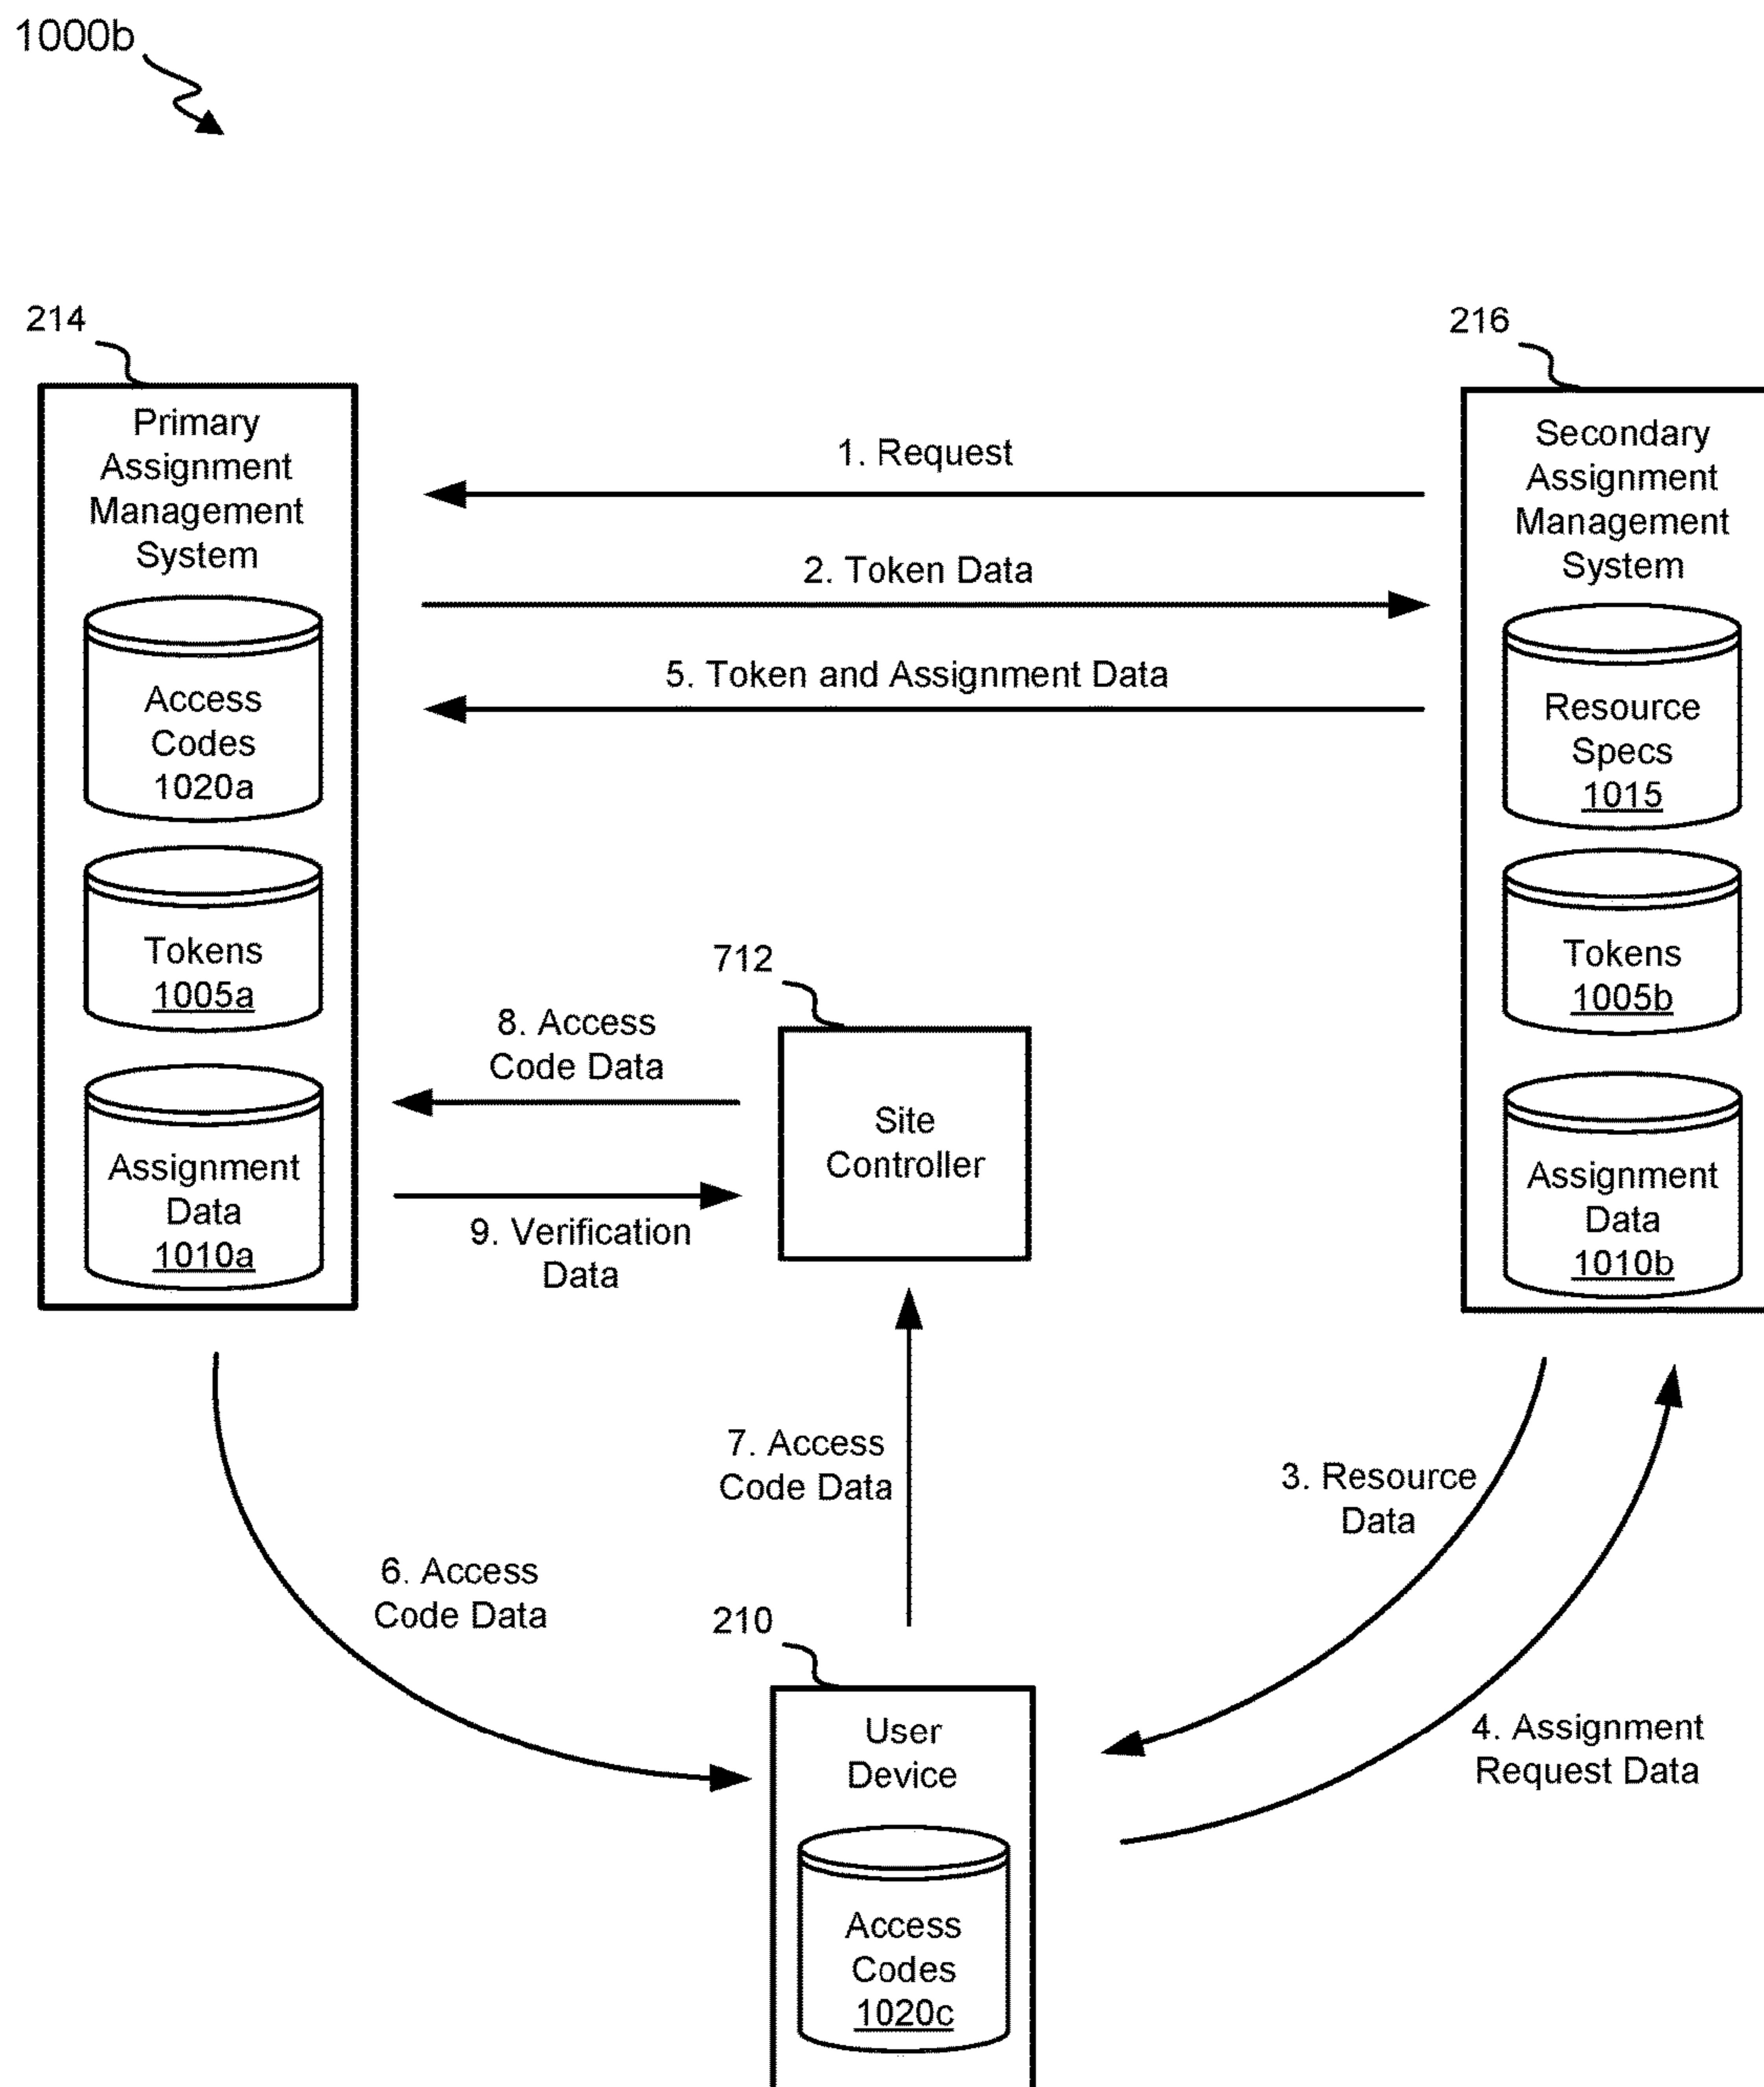 1000b
214
216
Primary
Assignment
Management
System
Access
Codes
1020a
Tokens
1005a
Assignment
Data
1010a
1. Request
2. Token Data
5. Token and Assignment Data
Secondary
Assignment
Management
System
Resource
Specs
1015
Tokens
1005b
Assignment
Data
1010b
712
8. Access
Code Data
Site
Controller
9. Verification
Data
7. Access
Code Data
3. Resource
Data
6. Access
Code Data
210
4. Assignment
Request Data
User
Device
Access
Codes
1020c